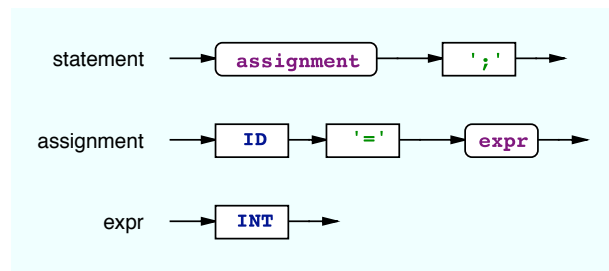 statement assignment ';'
assignment ID '=' expr
expr INT